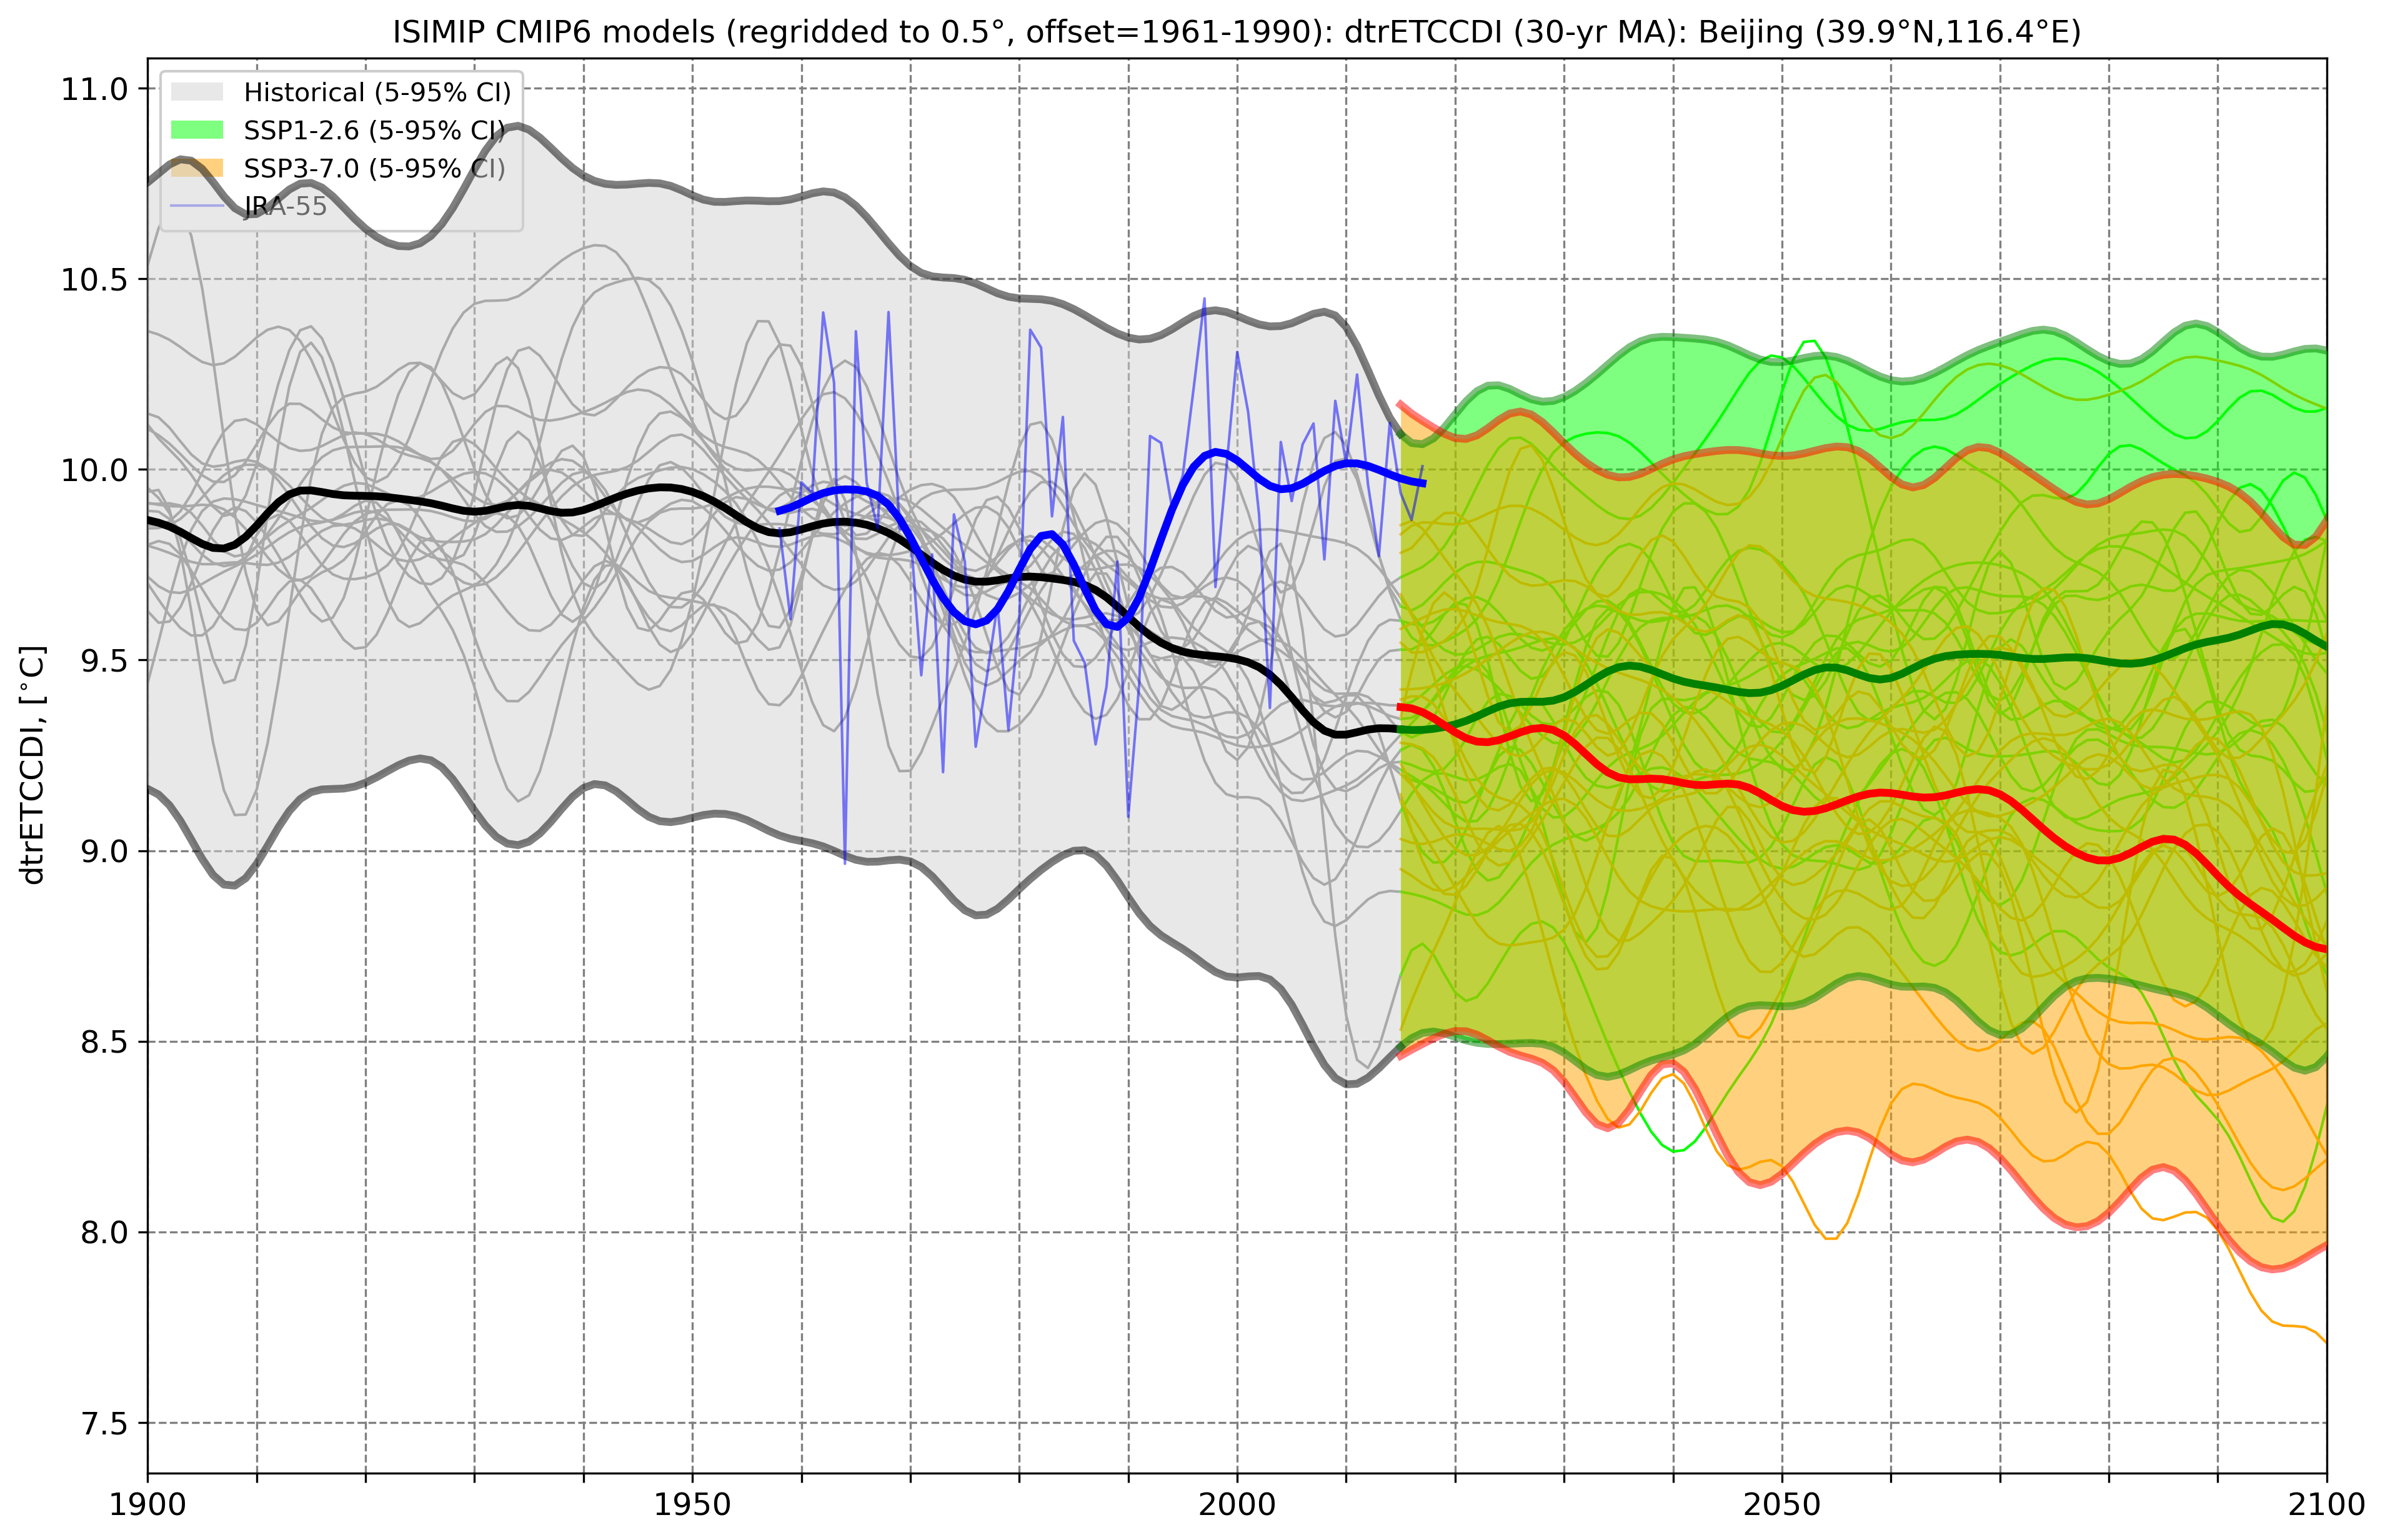 ISIMIP CMIP6 models (regridded to 0.5°, offset=1961-1990): dtrETCCDI (30-yr MA): Beijing (39.9°N,116.4°E)
Historical (5-95% CI)
SSP1-2.6 (5-95% CI)
SSP3-7.0 (5-95% CI)
JRA-55
dtrETCCDI, [°C]
11.0
10.5
10.0
9.5
9.0
8.5
8.0
7.5
1900
1950
2000
2050
2100